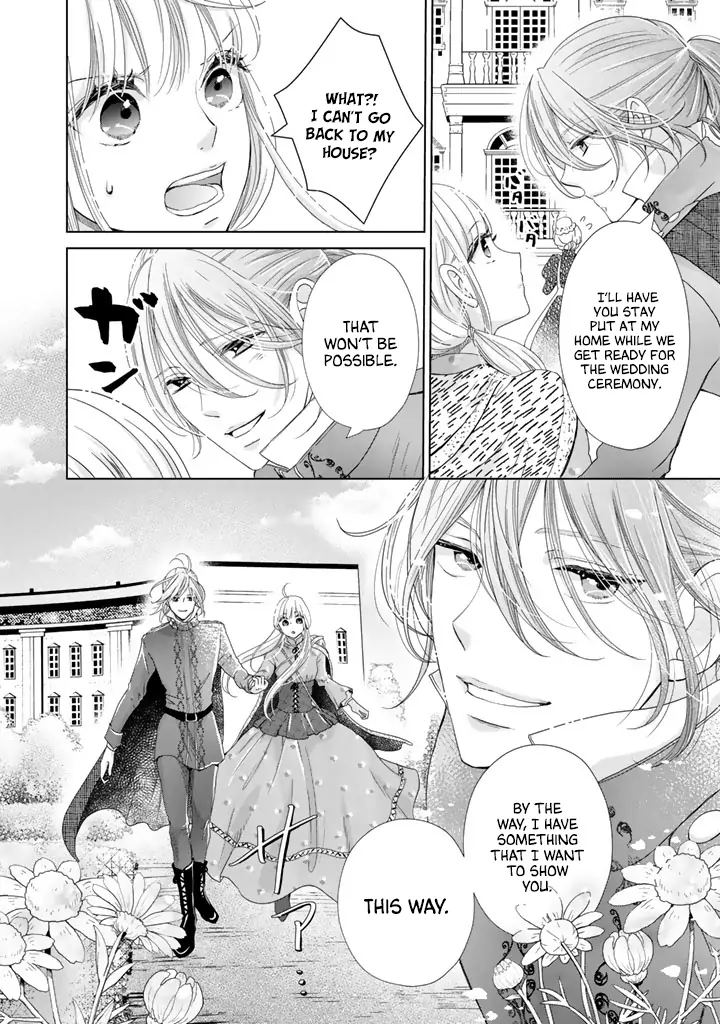 I'LL HAVE
YOU STAY
PUT AT MY
HOME WHILE WE
GET READY FOR
THE WEDDING
CEREMONY.
WHAT?!
I CAN'T GO
BACK TO MY
HOUSE?
THAT
WON'T BE
POSSIBLE.
ガン
BY THE
WAY, I HAVE
SOMETHING
THAT I WANT
TO SHOW
YOU.
THIS WAY.